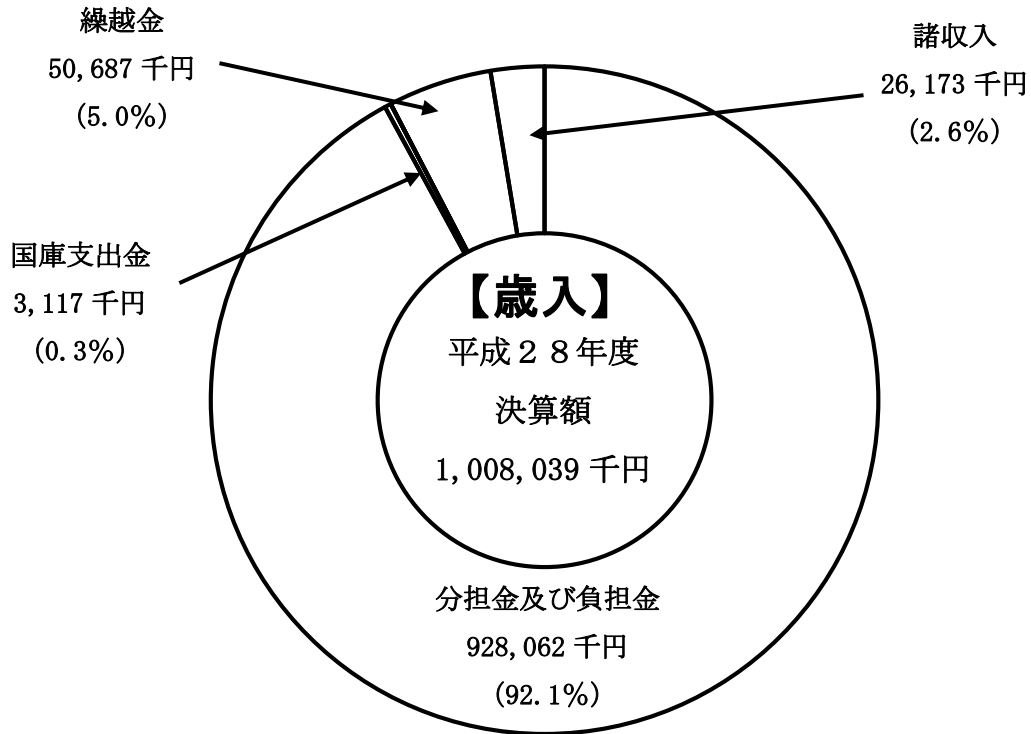 繰越金
50,687 千円
(5.0%)
諸収入
26,173 千円
(2.6%)
国庫支出金
3,117 千円
(0.3%)
【歳入】
平成２８年度
決算額
1,008,039 千円
分担金及び負担金
928,062 千円
(92.1%)